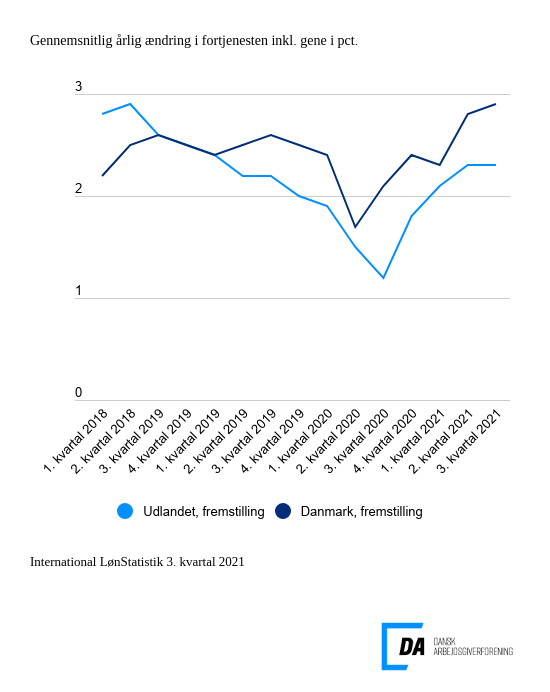 Gennemsnitlig årlig ændring i fortjenesten inkl. gene i pct.
3
2
1
0
1. kvartal 2018
2. kvartal 2018
3. kvartal 2019
4. kvartal 2019
1. kvartal 2019
2. kvartal 2019
3. kvartal 2019
4. kvartal 2019
1. kvartal 2020
2. kvartal 2020
3. kvartal 2020
4. kvartal 2020
1. kvartal 2021
2. kvartal 2021
3. kvartal 2021
Udlandet, fremstilling
Danmark, fremstilling
International LønStatistik 3. kvartal 2021
DA
DANSK
ARBEJDSGIVERFORENING